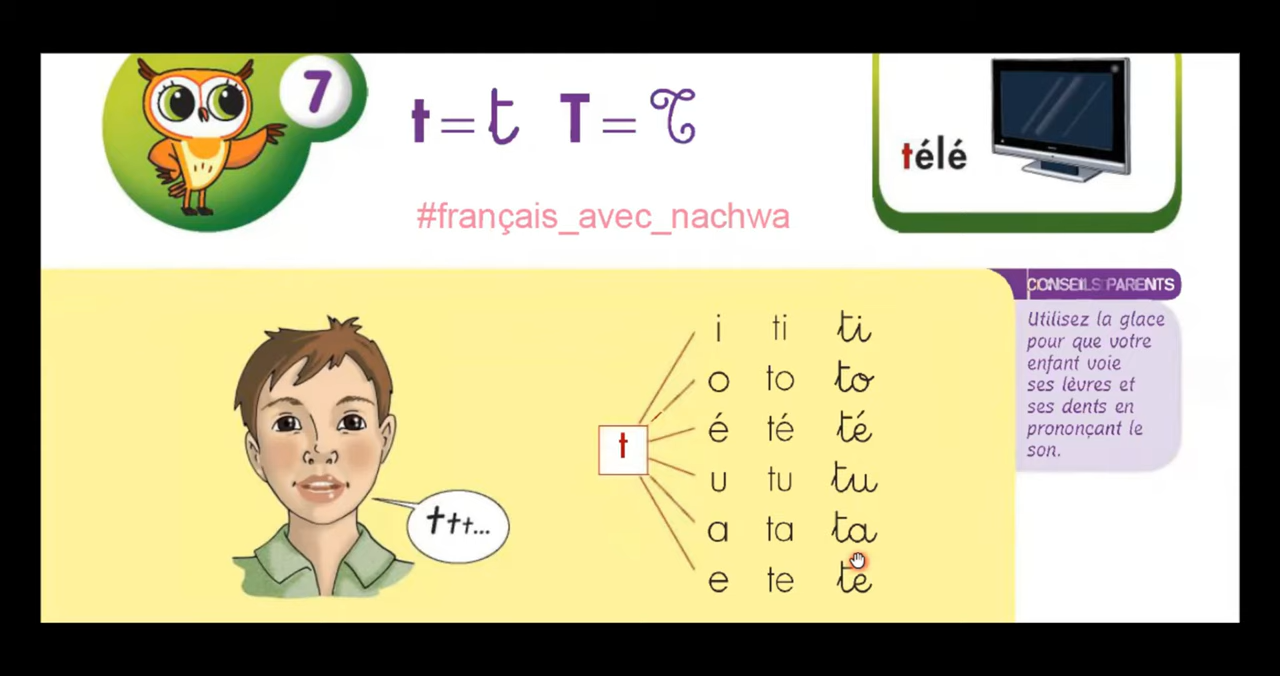 7
t = t T = T
télé
#français_avec_nachwa
CONSEILS PARENTS
Utilisez la glace
pour que votre
enfant voie
ses lèvres et
ses dents en
prononçant le
son.
t
i ti ti
o to to
é té té
u tu tu
a ta ta
e te te
ttt...